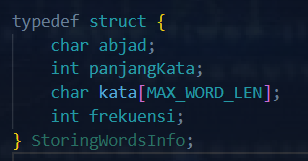 typedef struct {
    char abjad;
    int panjangKata;
    char kata[MAX_WORD_LEN];
    int frekuensi;
} StoringWordsInfo;